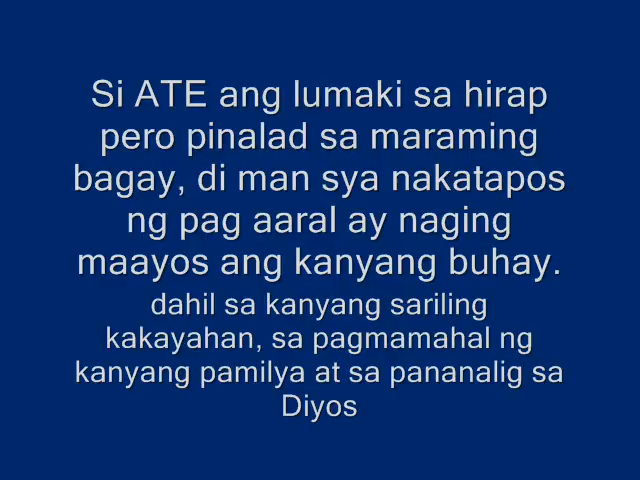 Si ATE ang lumaki sa hirap
pero pinalad sa maraming
bagay, di man sya nakatapos
ng pag aaral ay naging
maayos ang kanyang buhay.
dahil sa kanyang sariling
kakayahan, sa pagmamahal ng
kanyang pamilya at sa pananalig sa
Diyos